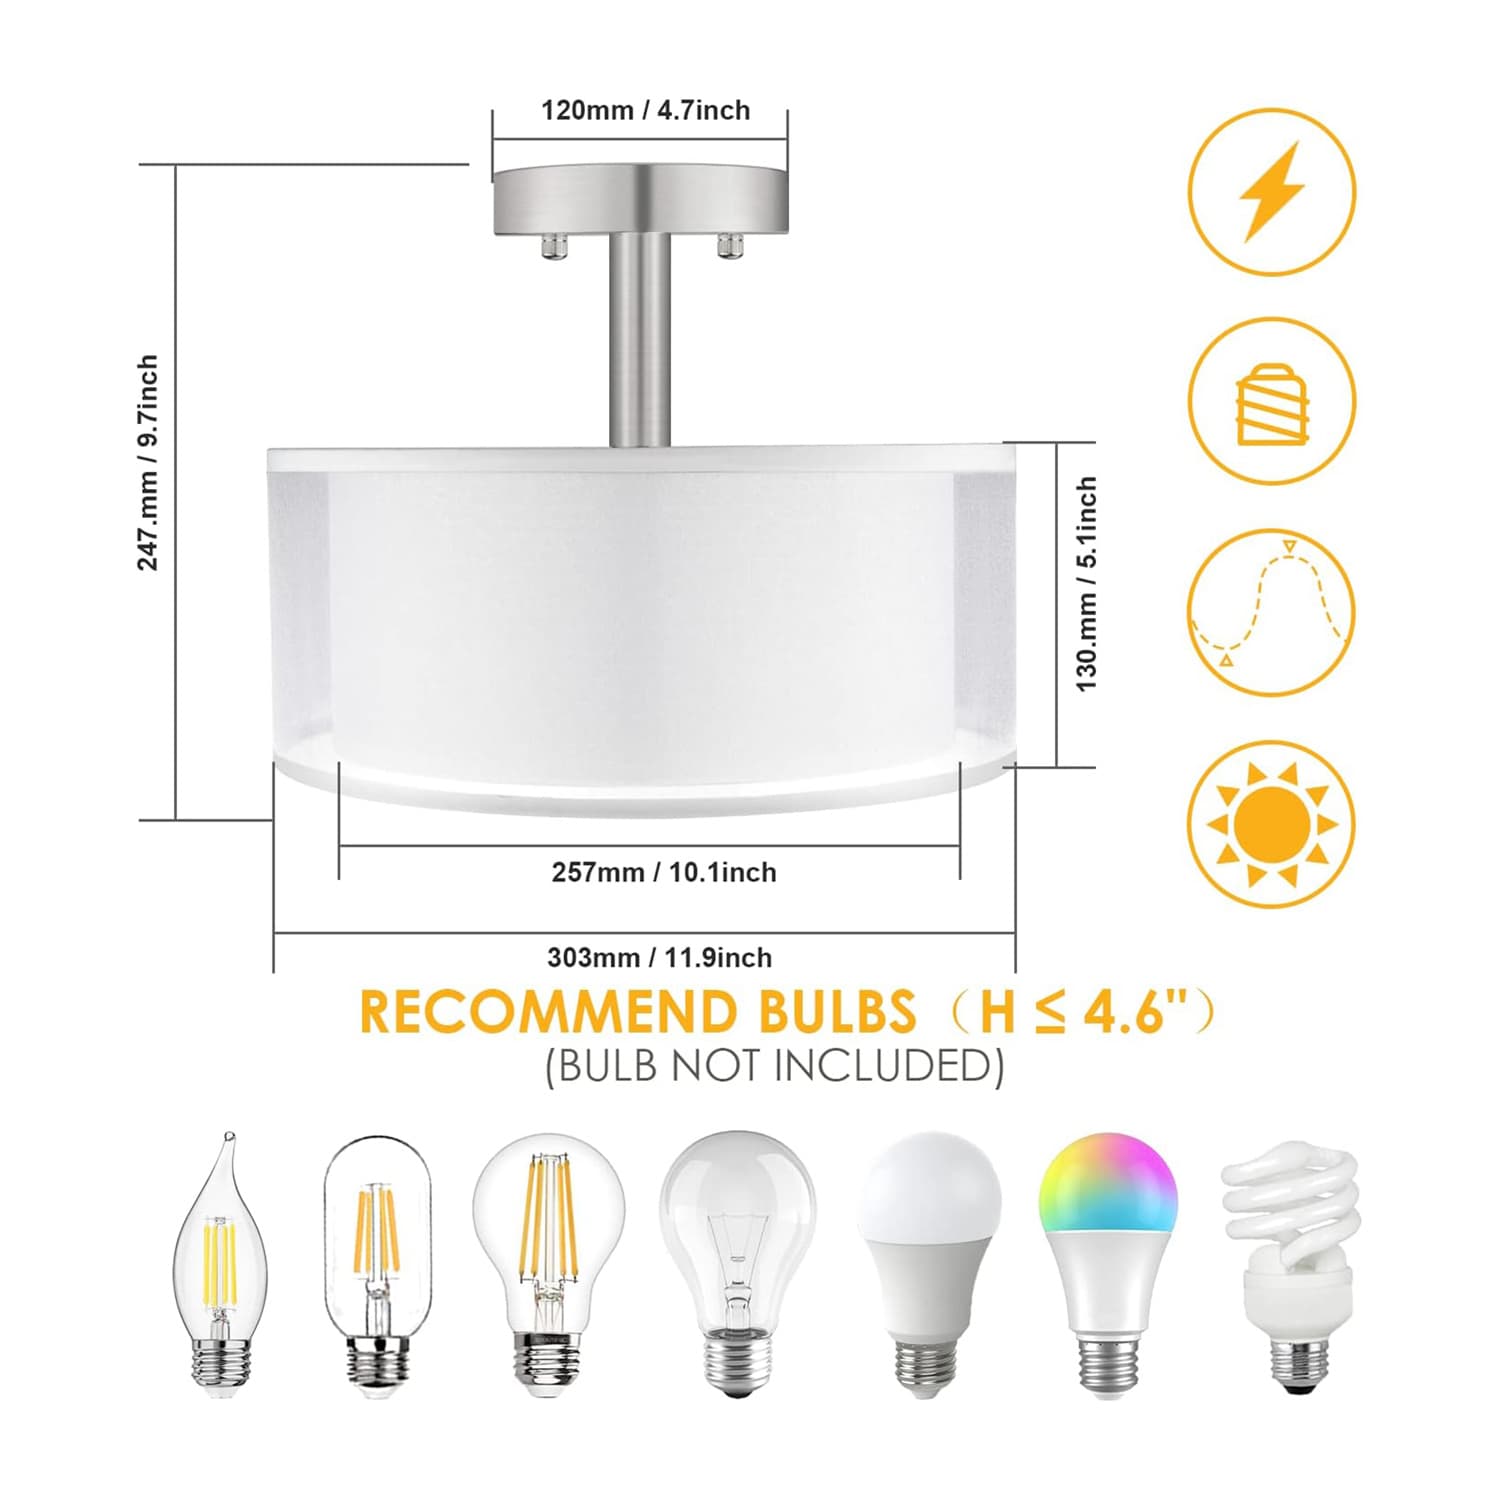 120mm / 4.7inch
247.mm / 9.7inch
130.mm / 5.1inch
257mm / 10.1inch
303mm / 11.9inch
RECOMMEND BULBS（H ≤ 4.6"）
(BULB NOT INCLUDED)